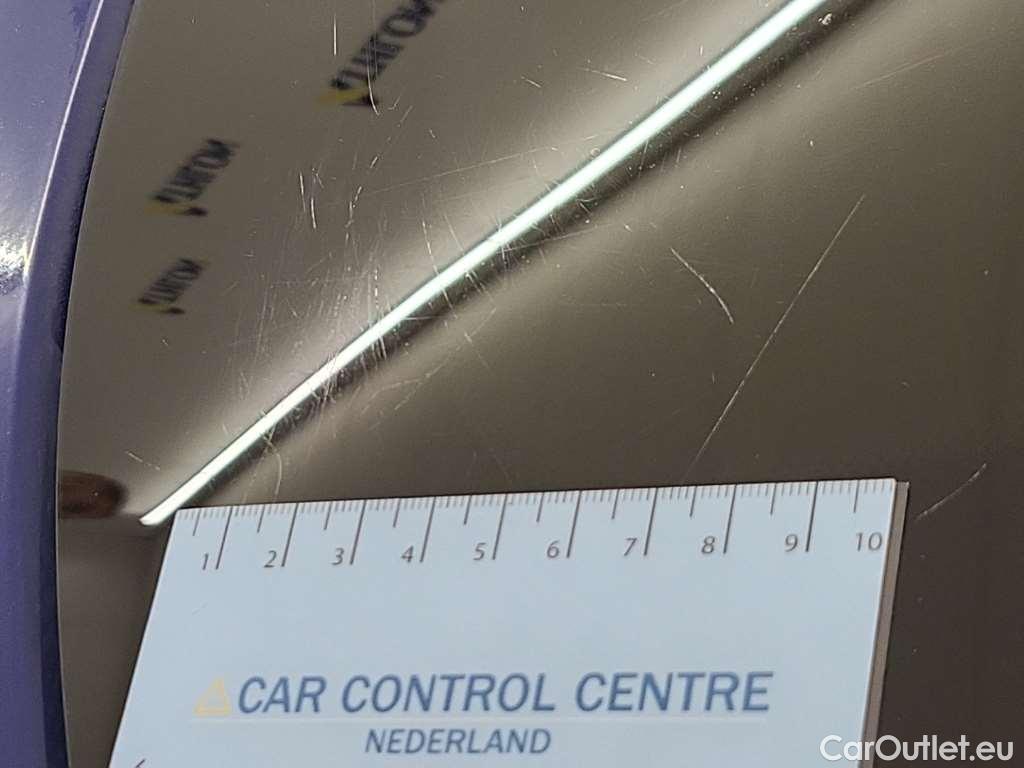 1 2 3 4 5 6 7 8 9 10
CAR CONTROL CENTRE
NEDERLAND
CarOutlet.eu